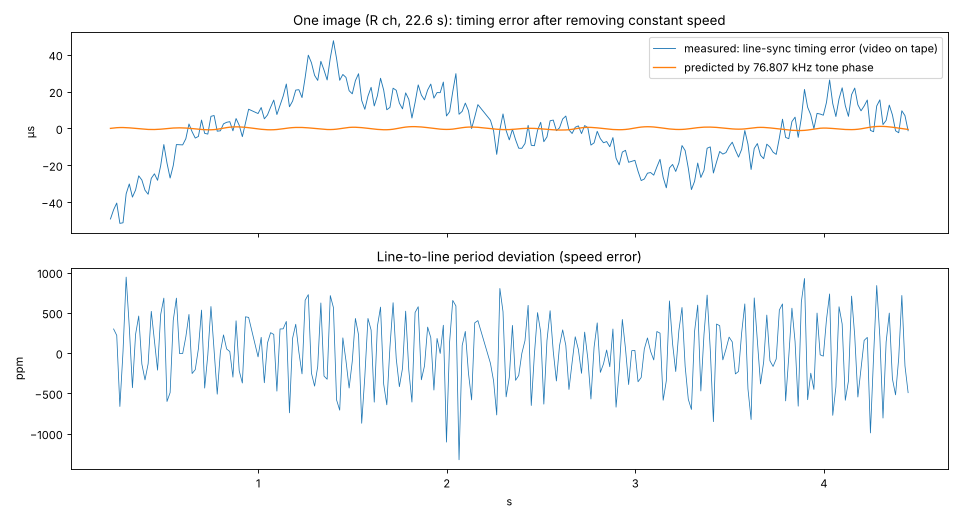 One image (R ch, 22.6 s): timing error after removing constant speed
measured: line-sync timing error (video on tape)
predicted by 76.807 kHz tone phase
40
20
0
−20
−40
µs
Line-to-line period deviation (speed error)
1000
500
0
−500
−1000
ppm
1 2 3 4
s